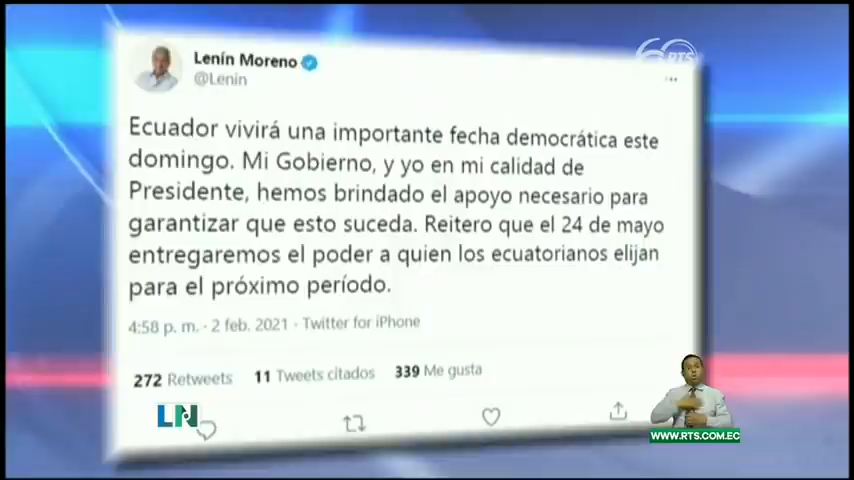 Lenín Moreno
@Lenin
60 RTS
Ecuador vivirá una importante fecha democrática este
domingo. Mi Gobierno, y yo en mi calidad de
Presidente, hemos brindado el apoyo necesario para
garantizar que esto suceda. Reitero que el 24 de mayo
entregaremos el poder a quien los ecuatorianos elijan
para el próximo período.
4:58 p. m. · 2 feb. 2021 · Twitter for iPhone
272 Retweets 11 Tweets citados 339 Me gusta
LN
WWW.RTS.COM.EC